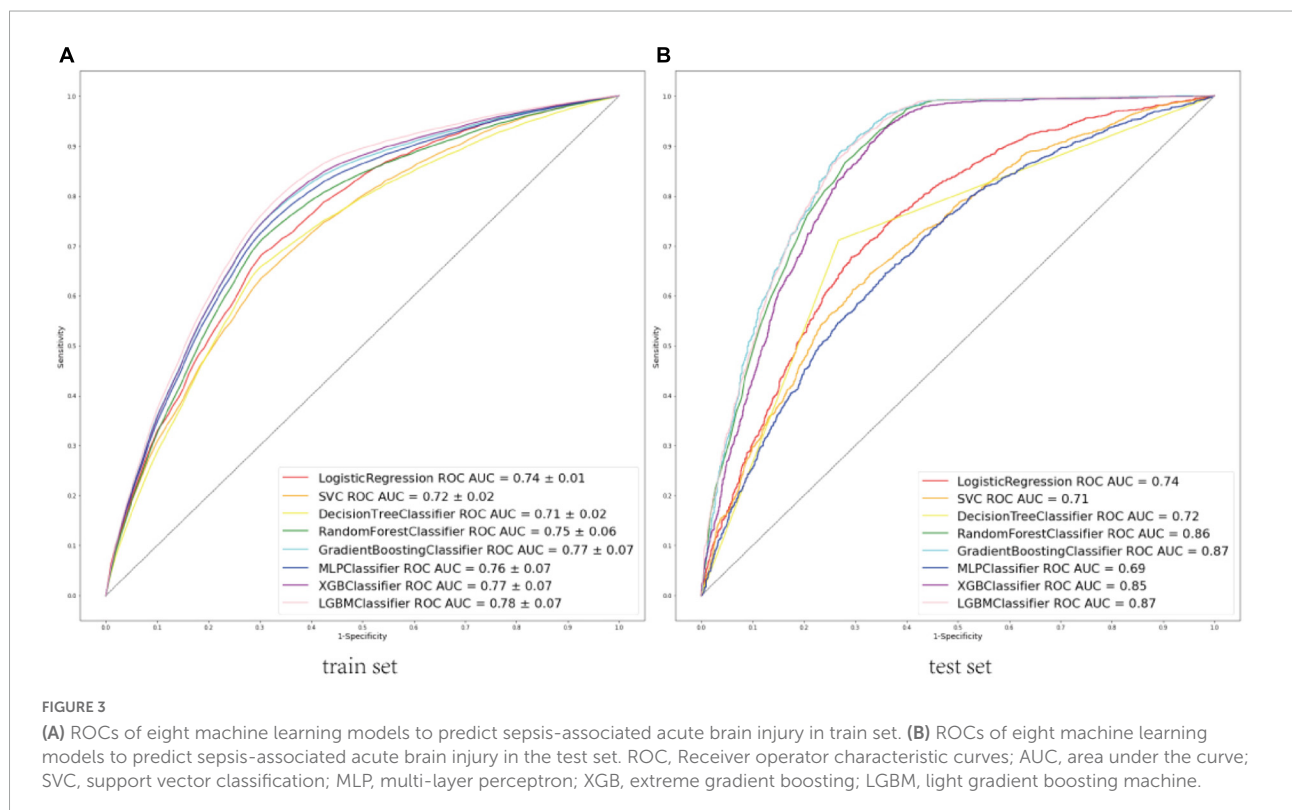 A
B
1.0
0.9
0.8
0.7
0.6
0.5
0.4
0.3
0.2
0.1
0.0
Sensitivity
LogisticRegression ROC AUC = 0.74 ± 0.01
SVC ROC AUC = 0.72 ± 0.02
DecisionTreeClassifier ROC AUC = 0.71 ± 0.02
RandomForestClassifier ROC AUC = 0.75 ± 0.06
GradientBoostingClassifier ROC AUC = 0.77 ± 0.07
MLPClassifier ROC AUC = 0.76 ± 0.07
XGBClassifier ROC AUC = 0.77 ± 0.07
LGBMClassifier ROC AUC = 0.78 ± 0.07
0.0 0.1 0.2 0.3 0.4 0.5 0.6 0.7 0.8 0.9 1.0
1-Specificity
train set
1.0
0.9
0.8
0.7
0.6
0.5
0.4
0.3
0.2
0.1
0.0
Sensitivity
LogisticRegression ROC AUC = 0.74
SVC ROC AUC = 0.71
DecisionTreeClassifier ROC AUC = 0.72
RandomForestClassifier ROC AUC = 0.86
GradientBoostingClassifier ROC AUC = 0.87
MLPClassifier ROC AUC = 0.69
XGBClassifier ROC AUC = 0.85
LGBMClassifier ROC AUC = 0.87
0.0 0.1 0.2 0.3 0.4 0.5 0.6 0.7 0.8 0.9 1.0
1-Specificity
test set
FIGURE 3
(A) ROCs of eight machine learning models to predict sepsis-associated acute brain injury in train set. (B) ROCs of eight machine learning
models to predict sepsis-associated acute brain injury in the test set. ROC, Receiver operator characteristic curves; AUC, area under the curve;
SVC, support vector classification; MLP, multi-layer perceptron; XGB, extreme gradient boosting; LGBM, light gradient boosting machine.